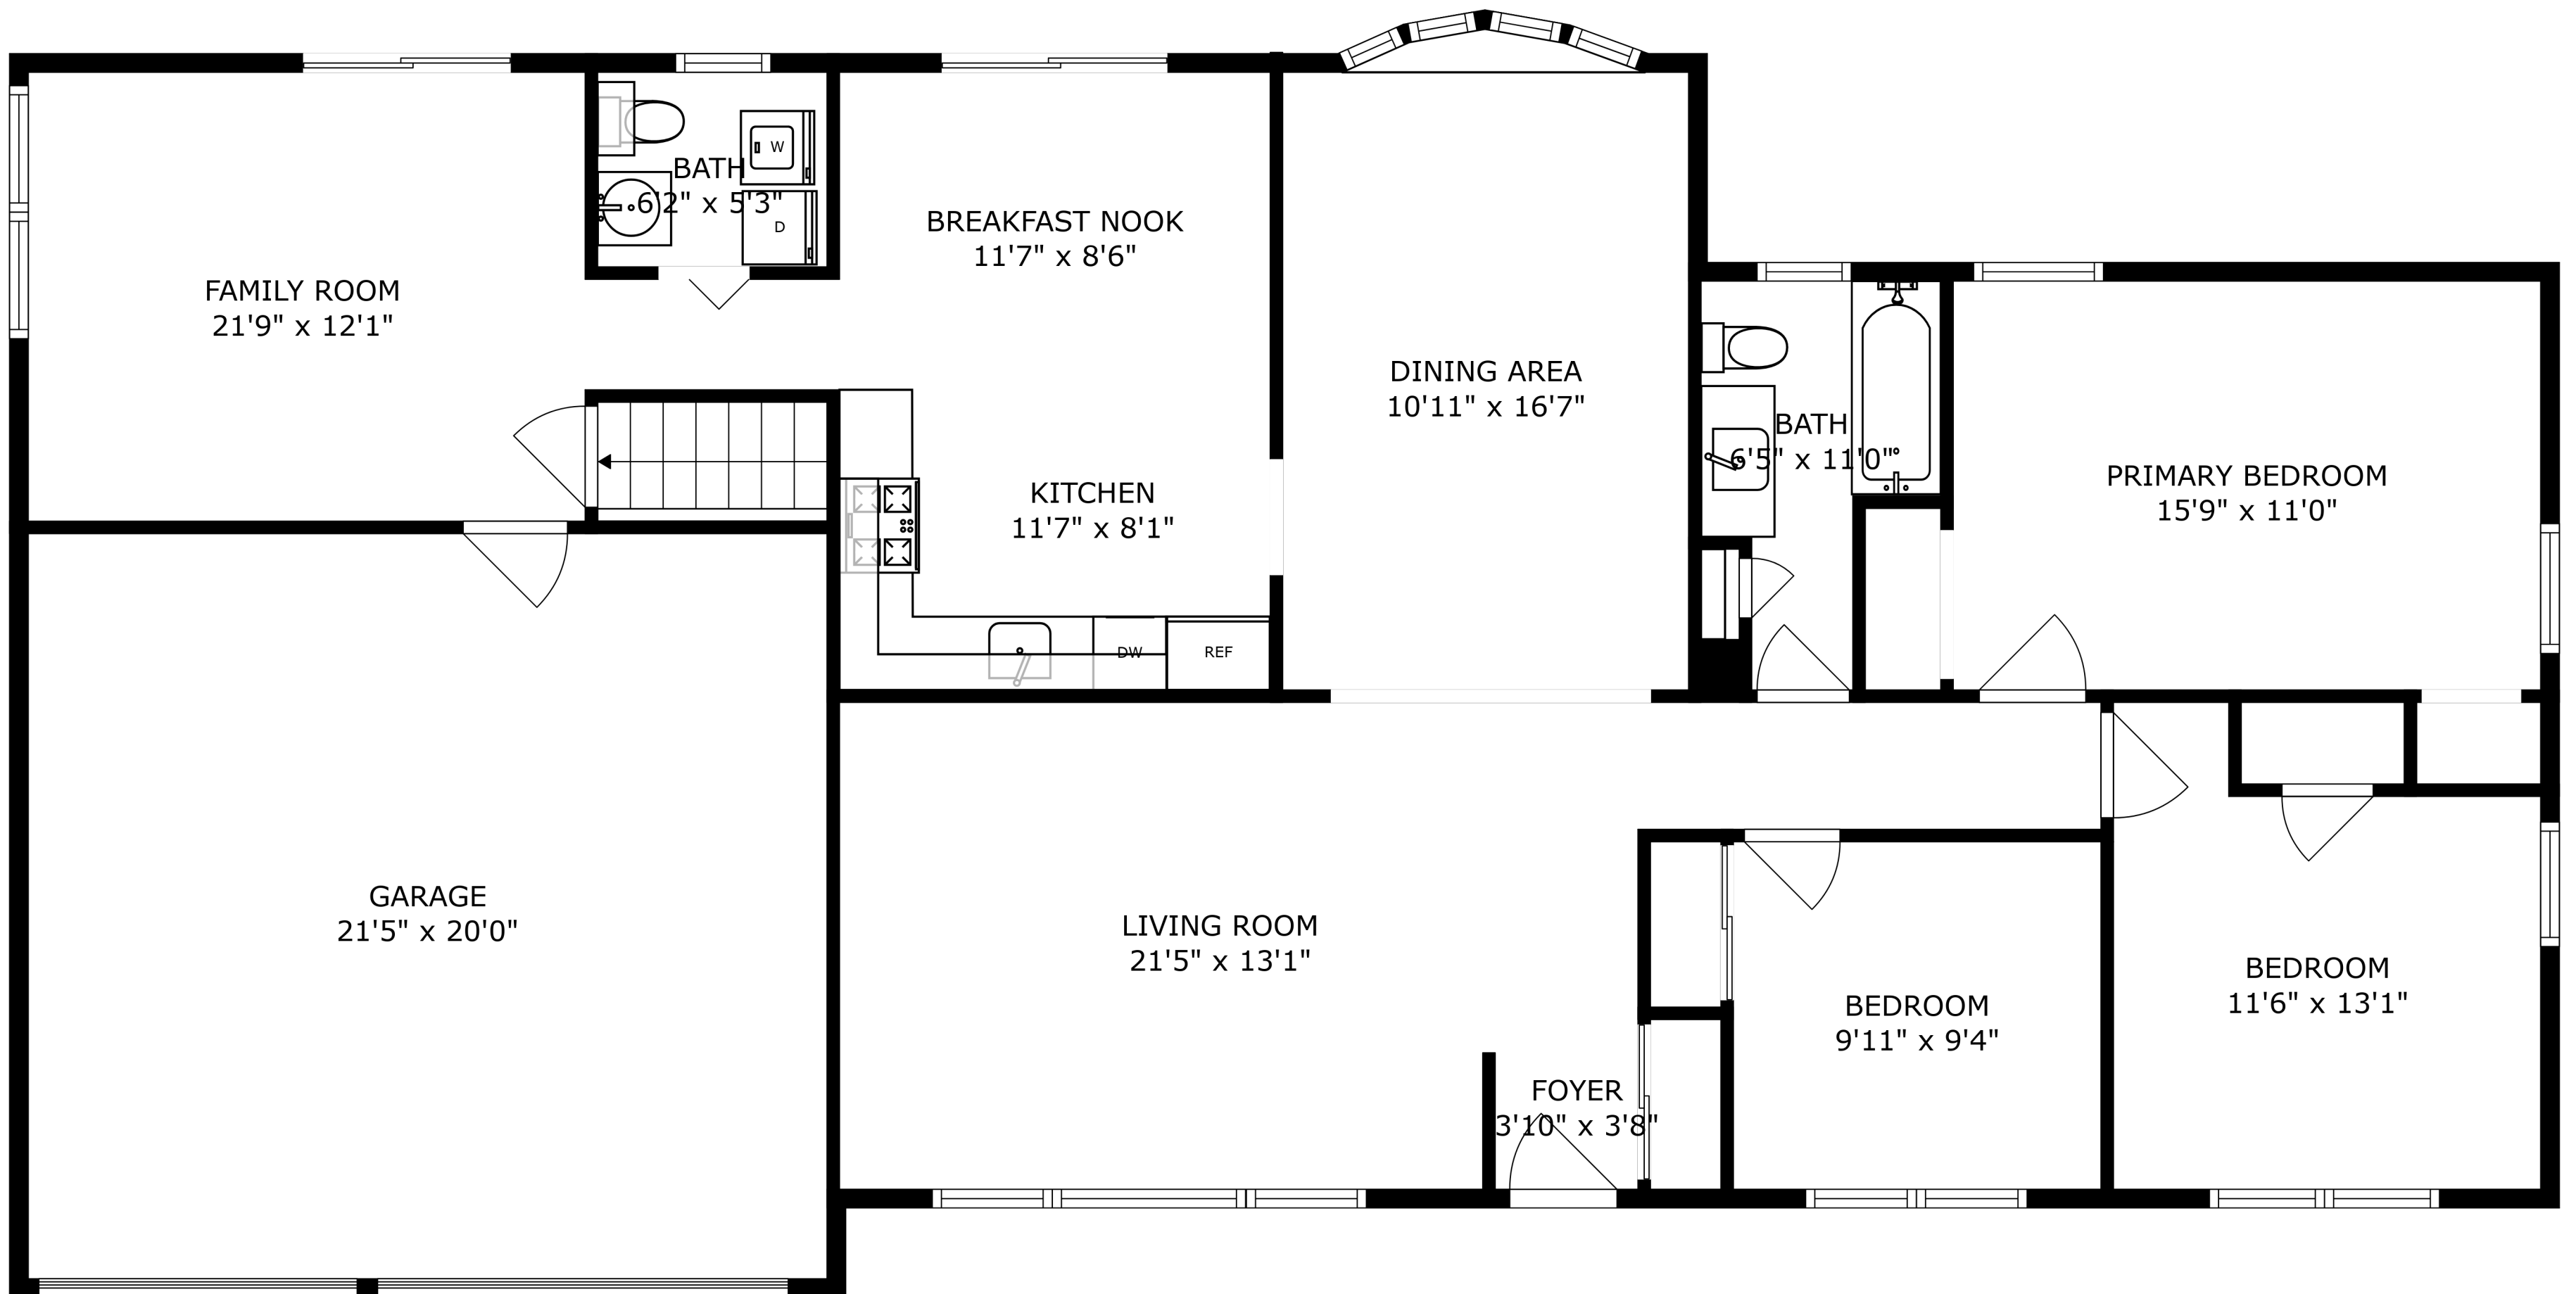 BATH
6'2" x 5'3"
W
D
BREAKFAST NOOK
11'7" x 8'6"
FAMILY ROOM
21'9" x 12'1"
DINING AREA
10'11" x 16'7"
BATH
6'5" x 11'0"
PRIMARY BEDROOM
15'9" x 11'0"
KITCHEN
11'7" x 8'1"
DW
REF
GARAGE
21'5" x 20'0"
LIVING ROOM
21'5" x 13'1"
BEDROOM
11'6" x 13'1"
BEDROOM
9'11" x 9'4"
FOYER
3'10" x 3'8"